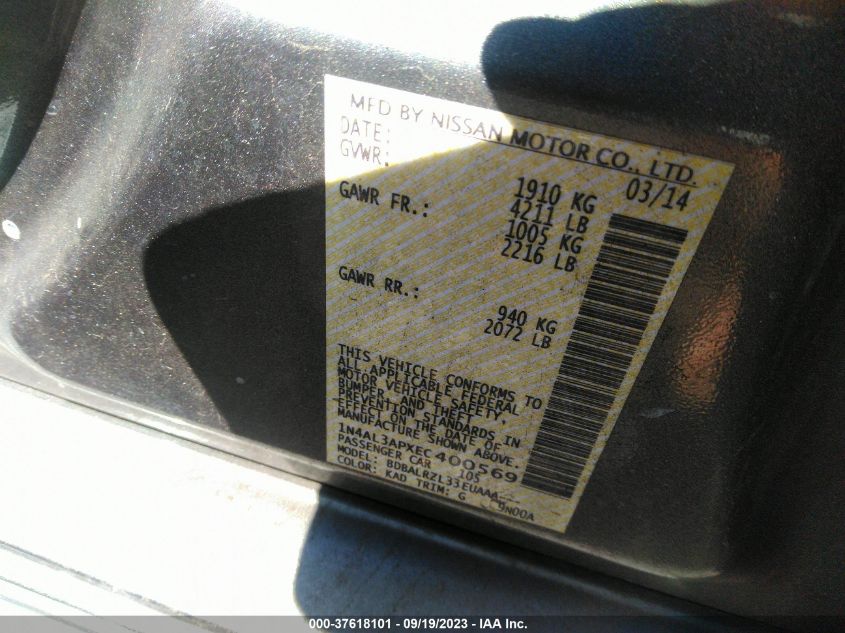 MFD BY NISSAN MOTOR CO., LTD.
DATE: 03/14
GVWR: 1910 KG
4211 LB
GAWR FR.: 1005 KG
2216 LB
GAWR RR.: 940 KG
2072 LB
THIS VEHICLE CONFORMS TO
ALL APPLICABLE FEDERAL
MOTOR VEHICLE SAFETY,
BUMPER, AND THEFT
PREVENTION STANDARDS IN
EFFECT ON THE DATE OF
MANUFACTURE SHOWN ABOVE.
1N4AL3APXEC400569
PASSENGER CAR 105
MODEL: BDBALRZL33EUAAA--
COLOR: KAD TRIM: G 9N00A
000-37618101 - 09/19/2023 - IAA Inc.